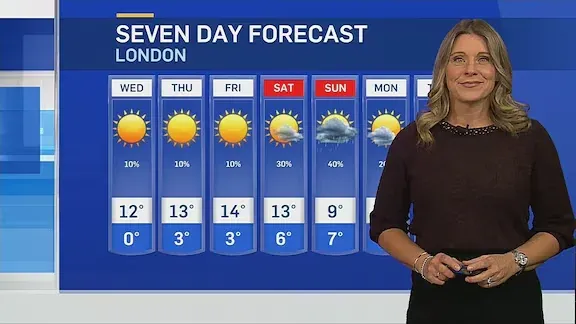 SEVEN DAY FORECAST
LONDON
WED THU FRI SAT SUN MON
10% 10% 10% 30% 40%
12° 13° 14° 13° 9°
0° 3° 3° 6° 7°